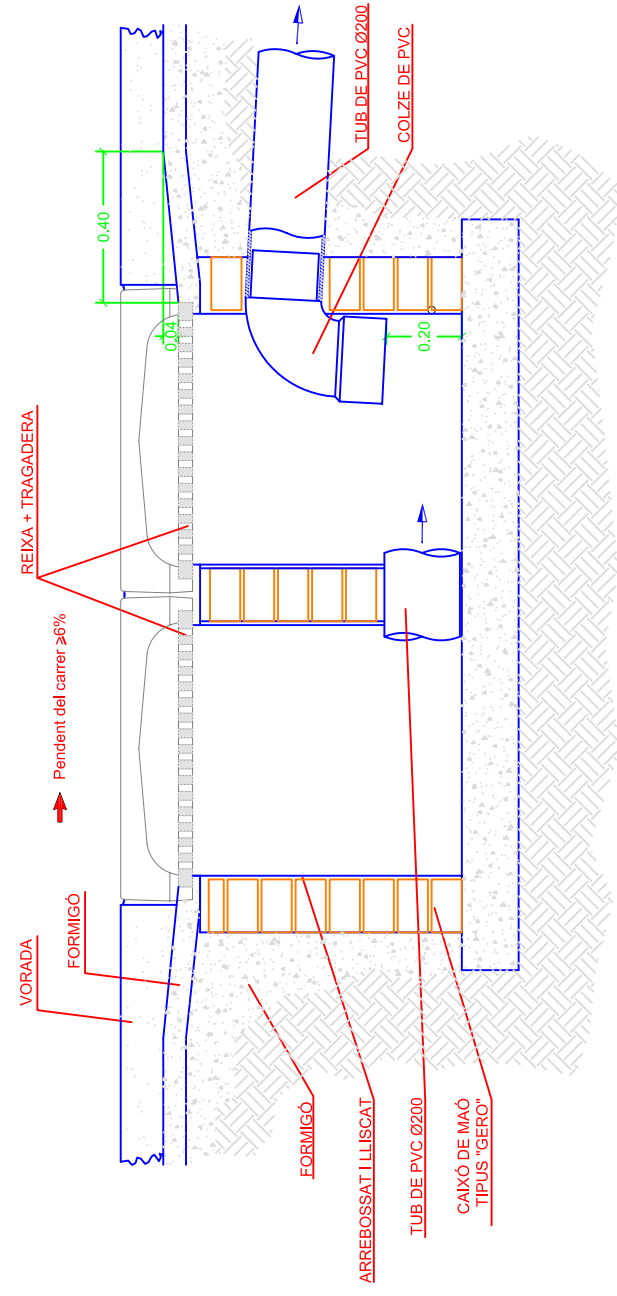 VORADA
FORMIGÓ
Pendent del carrer ≥6%
REIXA + TRAGADERA
0.40
0.04
TUB DE PVC Ø200
COLZE DE PVC
0.20
FORMIGÓ
ARREBOSSAT I LLISCAT
TUB DE PVC Ø200
CAIXÓ DE MAÓ
TIPUS "GERO"